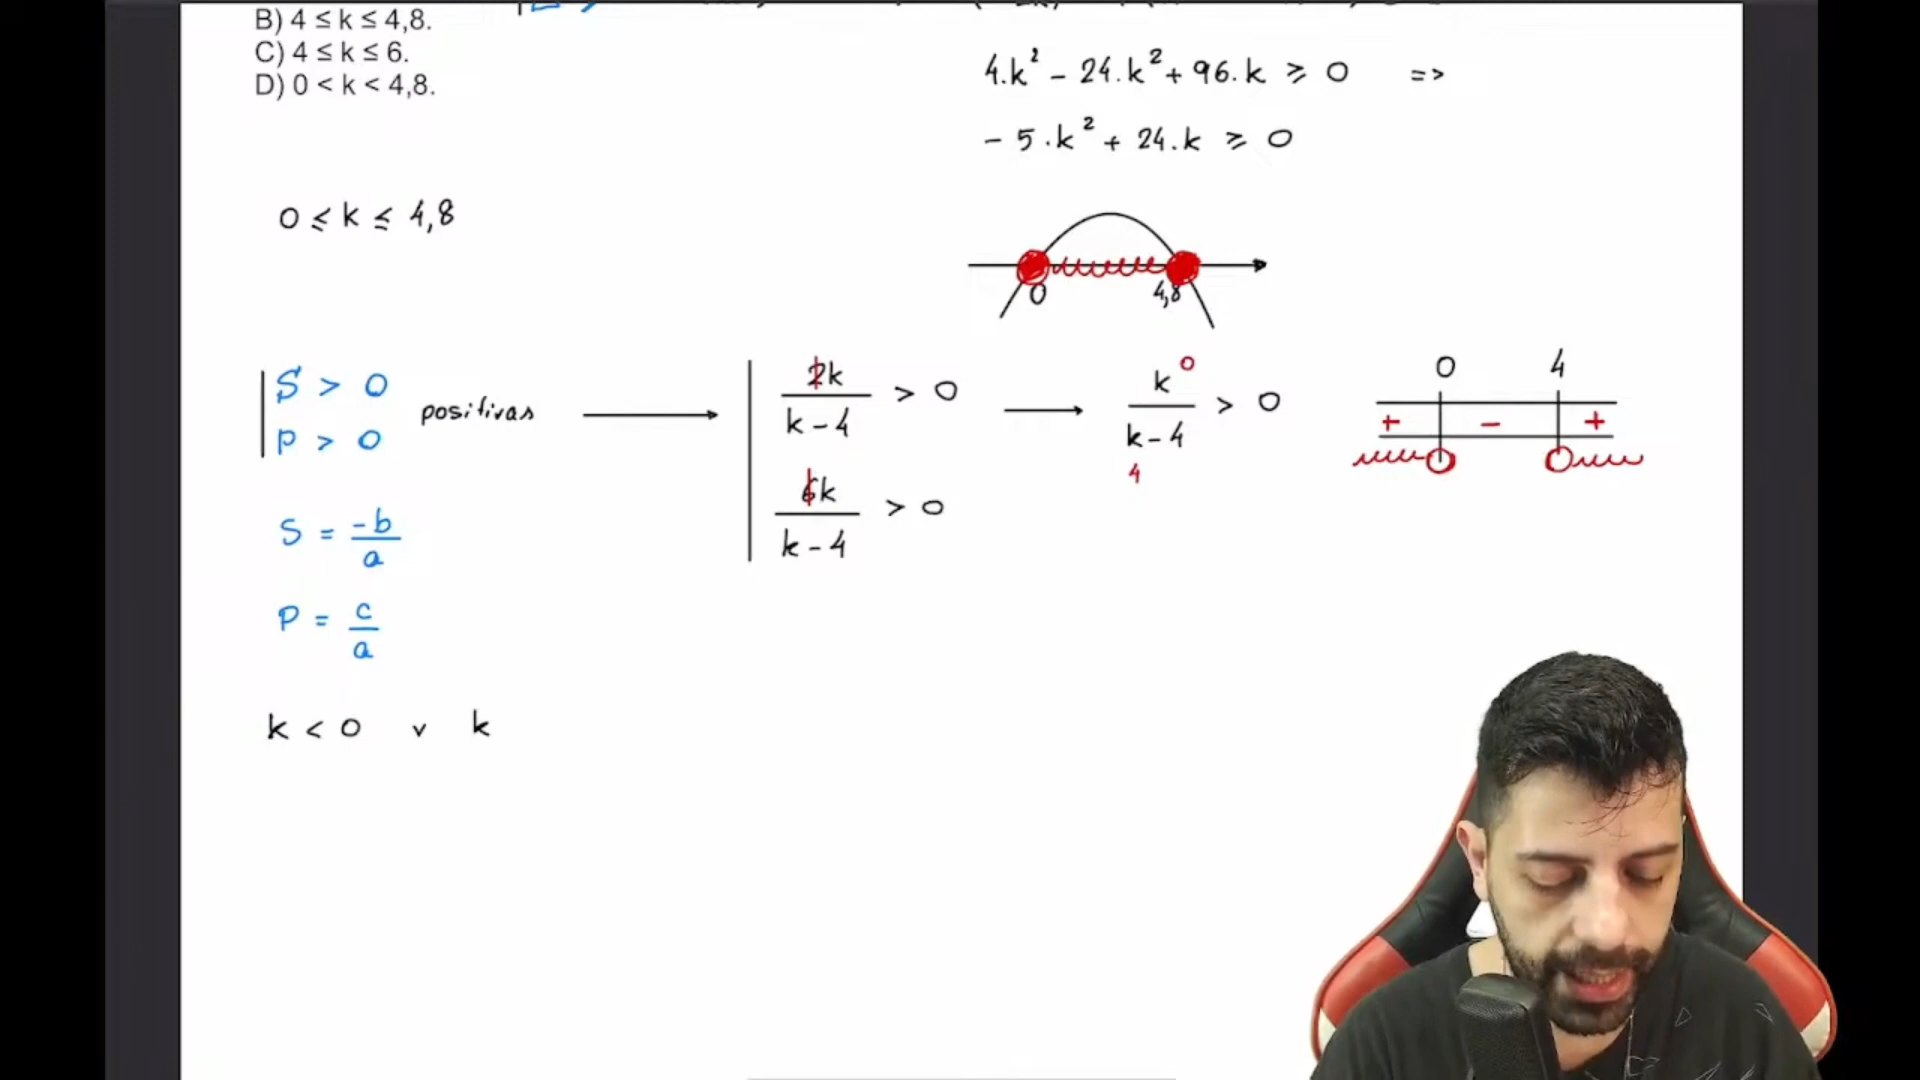 B) 4 ≤ k ≤ 4,8.
C) 4 ≤ k ≤ 6.
D) 0 < k < 4,8.
4.k² - 24.k² + 96.k ≥ 0 =>
-5.k² + 24.k ≥ 0
0 ≤ k ≤ 4,8
0 4,8
S > 0
P > 0
positivas
2k / k-4 > 0
6k / k-4 > 0
k 0 / k-4 > 0
4
0 4
+ - +
S = -b / a
P = c / a
k < 0 v k